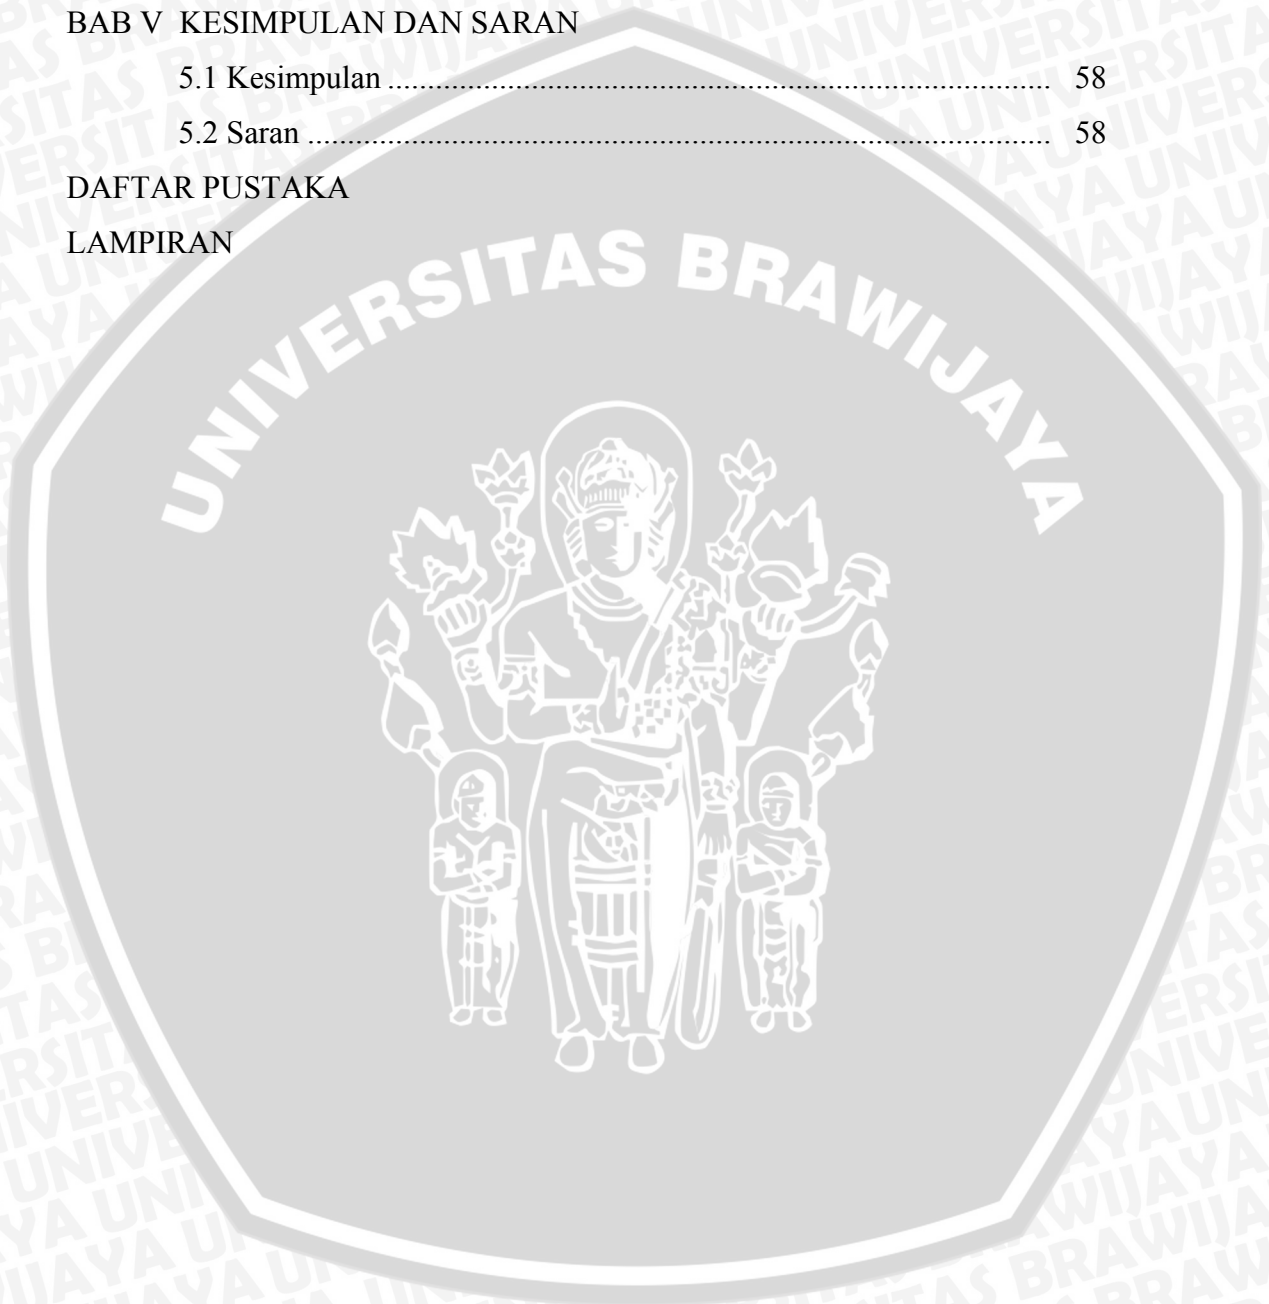 BAB V KESIMPULAN DAN SARAN
5.1 Kesimpulan ..................................................................................... 58
5.2 Saran ............................................................................................... 58
DAFTAR PUSTAKA
LAMPIRAN
UNIVERSITAS BRAWIJAYA